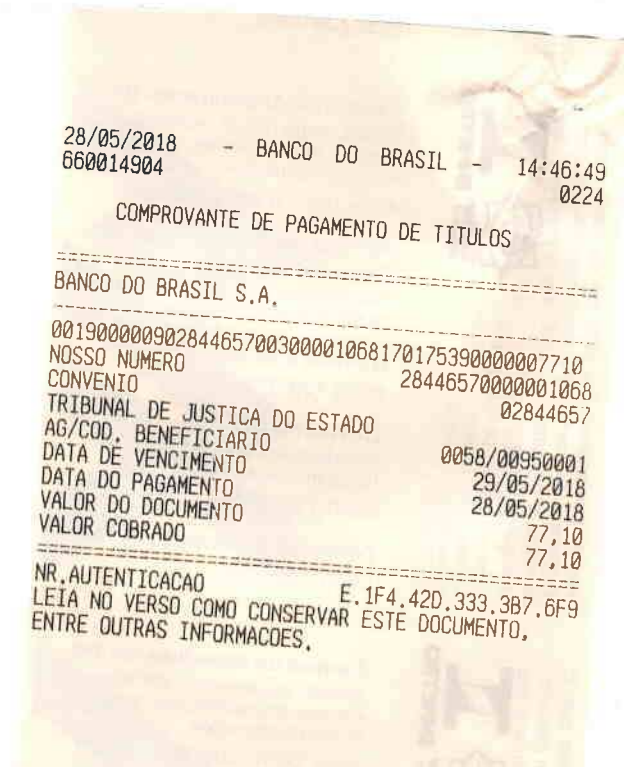 28/05/2018 - BANCO DO BRASIL - 14:46:49
660014904 0224
COMPROVANTE DE PAGAMENTO DE TITULOS
BANCO DO BRASIL S.A.
00190000090284465700300001068170175390000007710
NOSSO NUMERO 28446570000001068
CONVENIO 02844657
TRIBUNAL DE JUSTICA DO ESTADO
AG/COD. BENEFICIARIO 0058/00950001
DATA DE VENCIMENTO 29/05/2018
DATA DO PAGAMENTO 28/05/2018
VALOR DO DOCUMENTO 77,10
VALOR COBRADO 77,10
NR.AUTENTICACAO E.1F4.42D.333.3B7.6F9
LEIA NO VERSO COMO CONSERVAR ESTE DOCUMENTO,
ENTRE OUTRAS INFORMACOES.